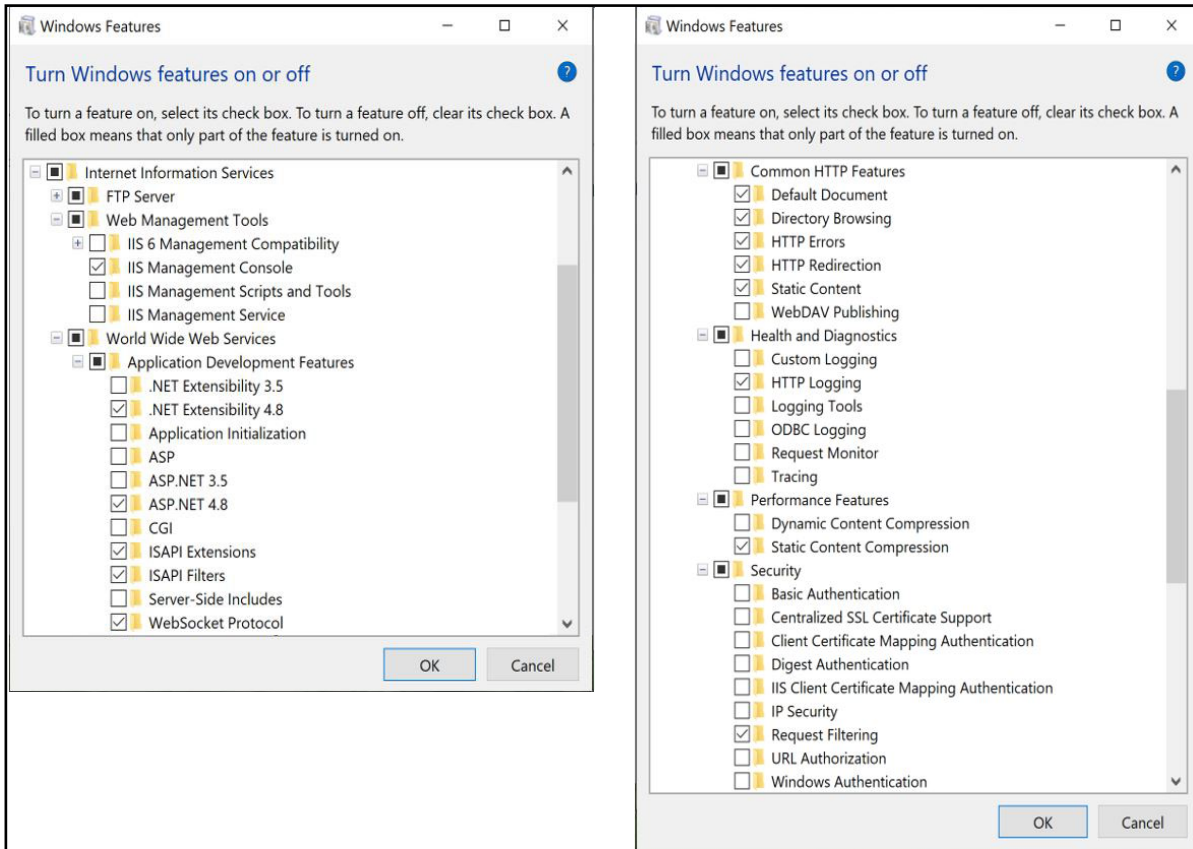 Windows Features
Turn Windows features on or off
?
To turn a feature on, select its check box. To turn a feature off, clear its check box. A
filled box means that only part of the feature is turned on.
Internet Information Services
FTP Server
Web Management Tools
IIS 6 Management Compatibility
IIS Management Console
IIS Management Scripts and Tools
IIS Management Service
World Wide Web Services
Application Development Features
.NET Extensibility 3.5
.NET Extensibility 4.8
Application Initialization
ASP
ASP.NET 3.5
ASP.NET 4.8
CGI
ISAPI Extensions
ISAPI Filters
Server-Side Includes
WebSocket Protocol
OK
Cancel
Windows Features
Turn Windows features on or off
?
To turn a feature on, select its check box. To turn a feature off, clear its check box. A
filled box means that only part of the feature is turned on.
Common HTTP Features
Default Document
Directory Browsing
HTTP Errors
HTTP Redirection
Static Content
WebDAV Publishing
Health and Diagnostics
Custom Logging
HTTP Logging
Logging Tools
ODBC Logging
Request Monitor
Tracing
Performance Features
Dynamic Content Compression
Static Content Compression
Security
Basic Authentication
Centralized SSL Certificate Support
Client Certificate Mapping Authentication
Digest Authentication
IIS Client Certificate Mapping Authentication
IP Security
Request Filtering
URL Authorization
Windows Authentication
OK
Cancel